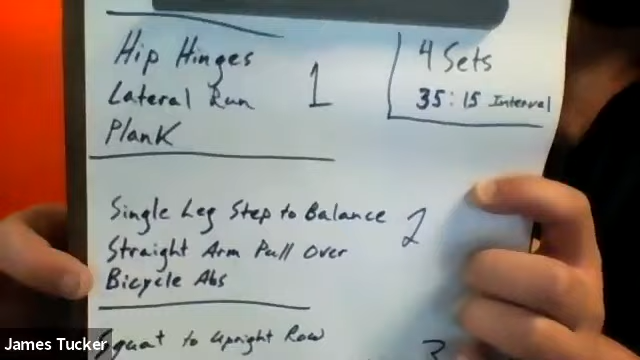 Hip Hinges
Lateral Run
Plank
1
4 Sets
35:15 Interval
Single Leg Step to Balance
Straight Arm Pull Over
Bicycle Abs
2
Squat to Upright Row
3
James Tucker